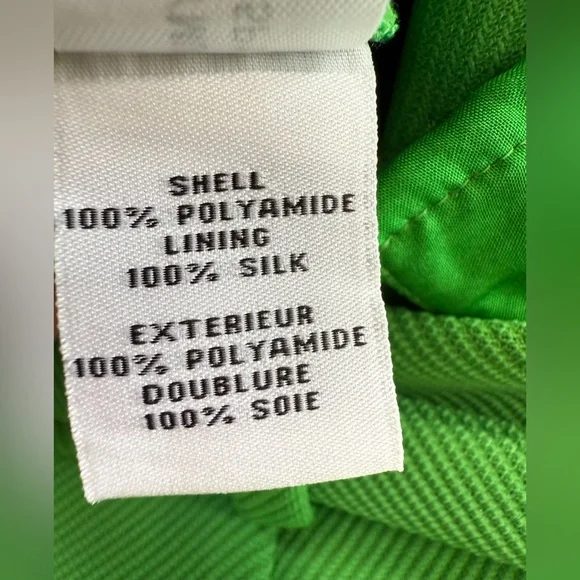 SHELL
100% POLYAMIDE
LINING
100% SILK
EXTERIEUR
100% POLYAMIDE
DOUBLURE
100% SOIE